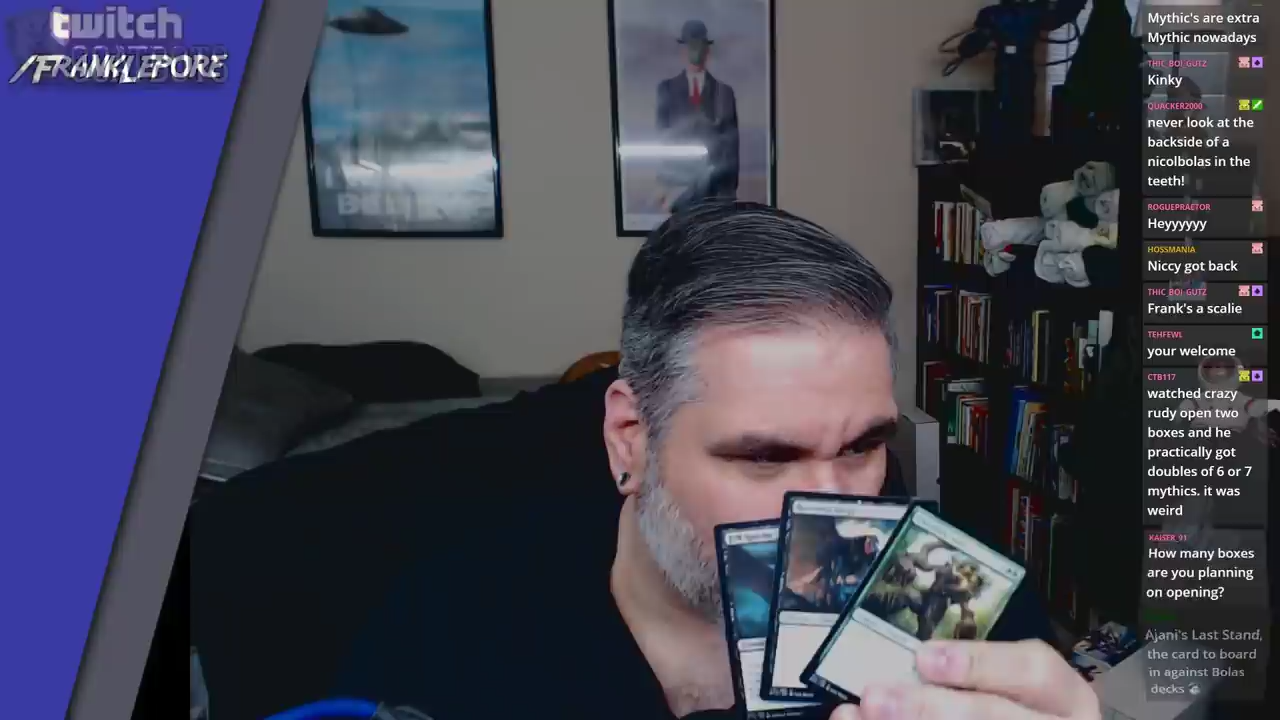 twitch
/FRANKLEPORE
BELIEVE
Mythic's are extra
Mythic nowadays
THIC_BOI_GUTZ
Kinky
QUACKER2000
never look at the
backside of a
nicolbolas in the
teeth!
ROGUEPRAETOR
Heyyyyyy
HOSSMANIA
Niccy got back
THIC_BOI_GUTZ
Frank's a scalie
TEHFEWL
your welcome
CTB117
watched crazy
rudy open two
boxes and he
practically got
doubles of 6 or 7
mythics. it was
weird
KAISER_91
How many boxes
are you planning
on opening?
Ajani's Last Stand,
the card to board
in against Bolas
decks